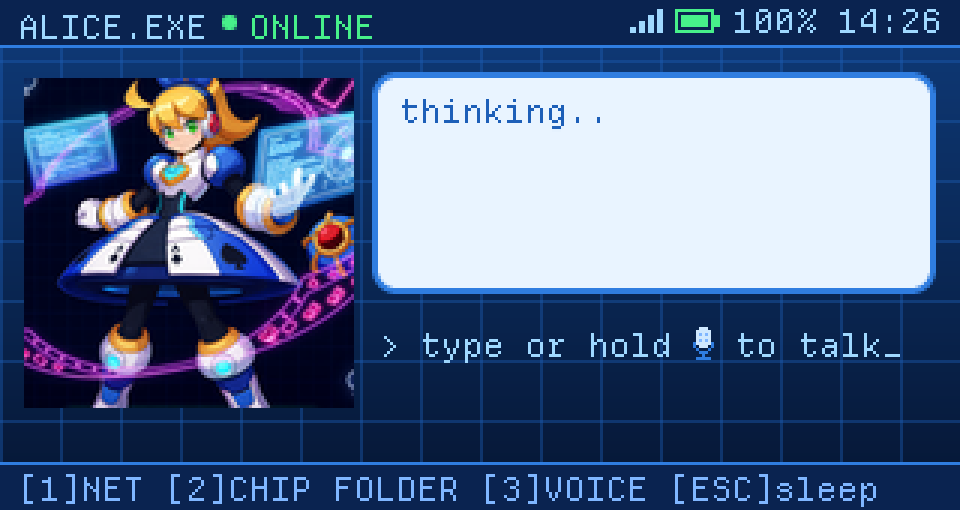 ALICE.EXE ONLINE 100% 14:26
thinking..
> type or hold to talk_
[1]NET [2]CHIP FOLDER [3]VOICE [ESC]sleep